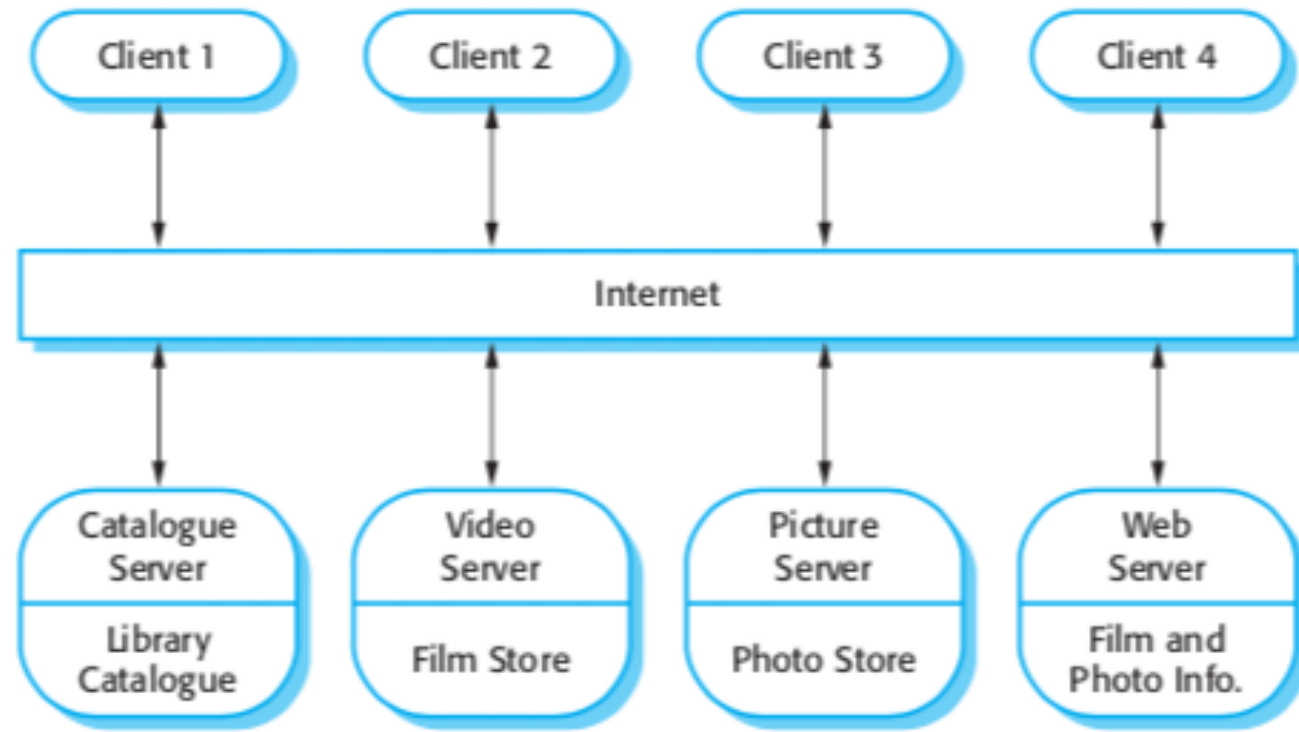 Client 1
Client 2
Client 3
Client 4
Internet
Catalogue
Server
Library
Catalogue
Video
Server
Film Store
Picture
Server
Photo Store
Web
Server
Film and
Photo Info.